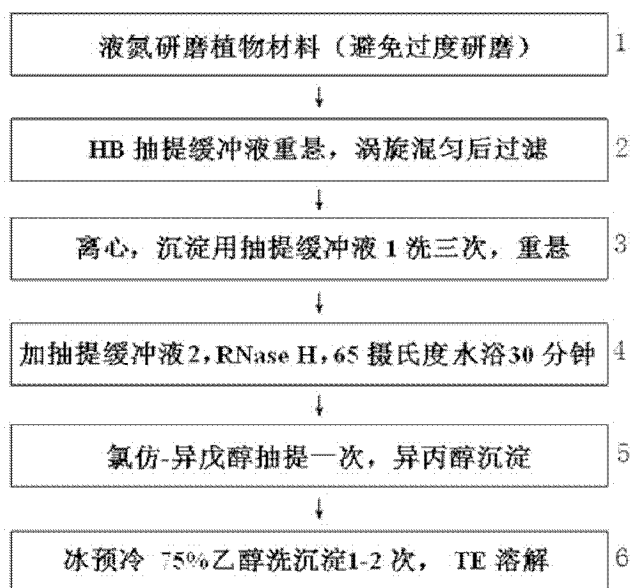 液氮研磨植物材料（避免过度研磨） 1
HB 抽提缓冲液重悬，涡旋混匀后过滤 2
离心，沉淀用抽提缓冲液 1 洗三次，重悬 3
加抽提缓冲液2，RNase H，65 摄氏度水浴30 分钟 4
氯仿-异戊醇抽提一次，异丙醇沉淀 5
冰预冷 75%乙醇洗沉淀1-2 次， TE 溶解 6